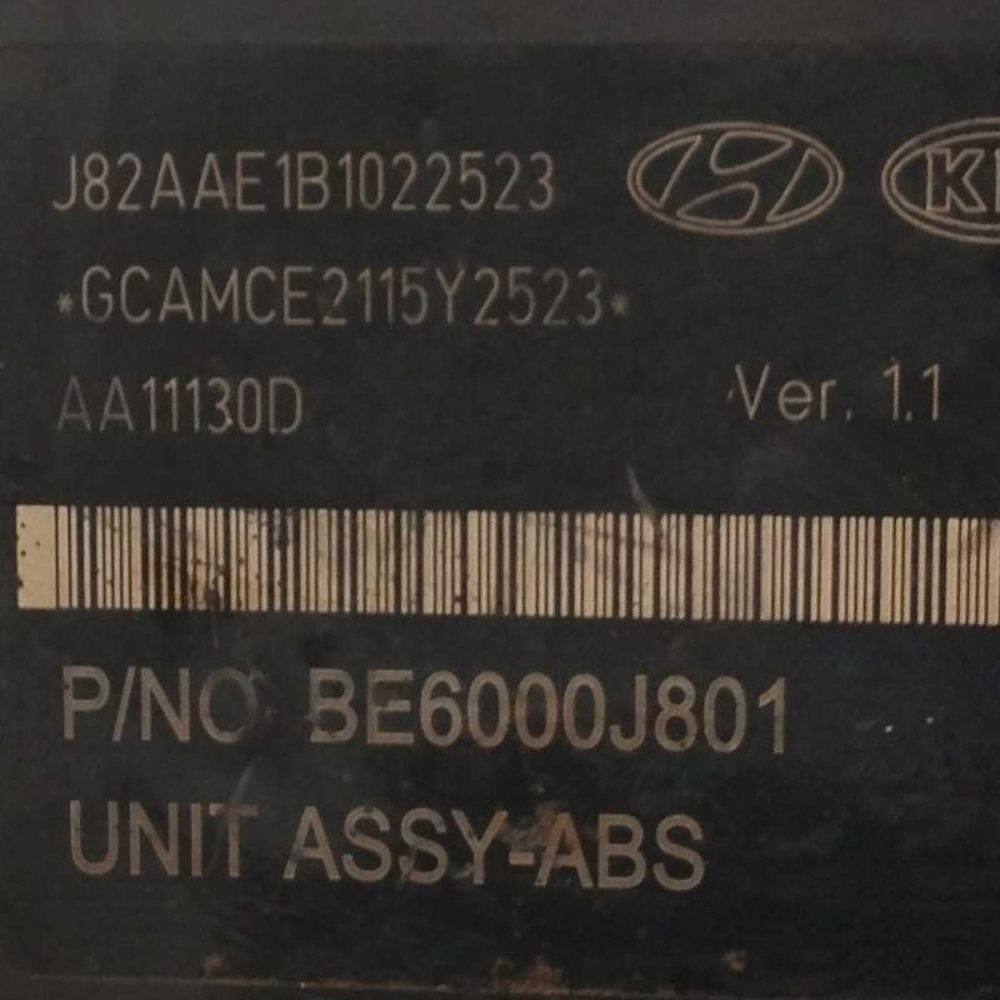 J82AAE1B1022523
*GCAMCE2115Y2523*
AA11130D
Ver. 1.1
P/NO BE6000J801
UNIT ASSY-ABS